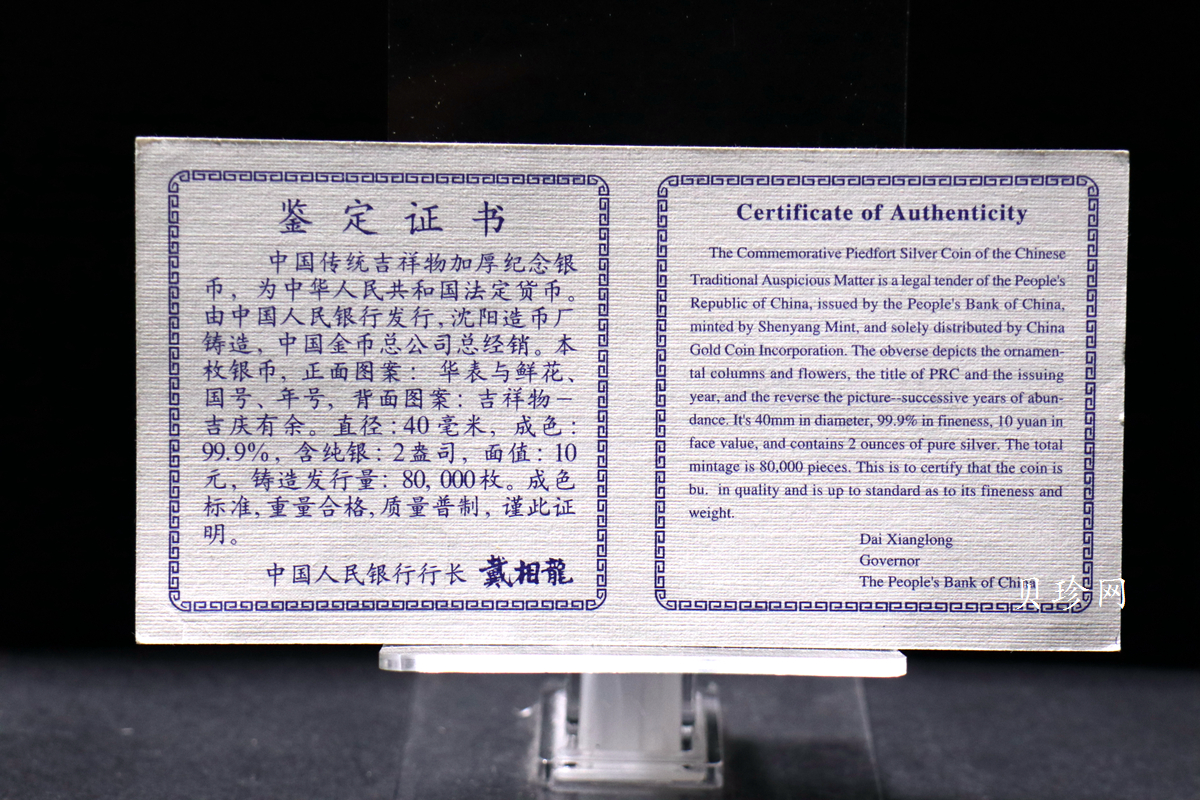 鉴定证书
中国传统吉祥物加厚纪念银
币，为中华人民共和国法定货币。
由中国人民银行发行，沈阳造币厂
铸造，中国金币总公司总经销。本
枚银币，正面图案：华表与鲜花、
国号、年号，背面图案：吉祥物－
吉庆有余。直径：40毫米，成色：
99.9%，含纯银：2盎司，面值：10
元，铸造发行量：80,000枚。成色
标准，重量合格，质量普制，谨此证
明。
中国人民银行行长 戴相龍
Certificate of Authenticity
The Commemorative Piedfort Silver Coin of the Chinese
Traditional Auspicious Matter is a legal tender of the People's
Republic of China, issued by the People's Bank of China,
minted by Shenyang Mint, and solely distributed by China
Gold Coin Incorporation. The obverse depicts the ornamen-
tal columns and flowers, the title of PRC and the issuing
year, and the reverse the picture--successive years of abun-
dance. It's 40mm in diameter, 99.9% in fineness, 10 yuan in
face value, and contains 2 ounces of pure silver. The total
mintage is 80,000 pieces. This is to certify that the coin is
bu. in quality and is up to standard as to its fineness and
weight.
Dai Xianglong
Governor
The People's Bank of China
贝珍网